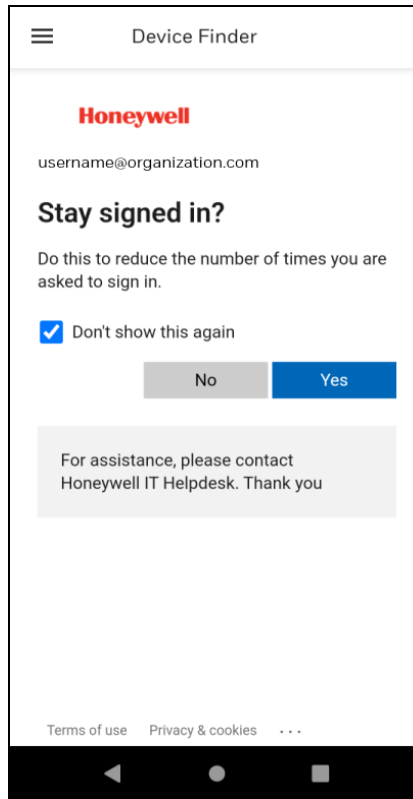 Device Finder
Honeywell
username@organization.com
Stay signed in?
Do this to reduce the number of times you are
asked to sign in.
Don't show this again
No Yes
For assistance, please contact
Honeywell IT Helpdesk. Thank you
Terms of use Privacy & cookies ...